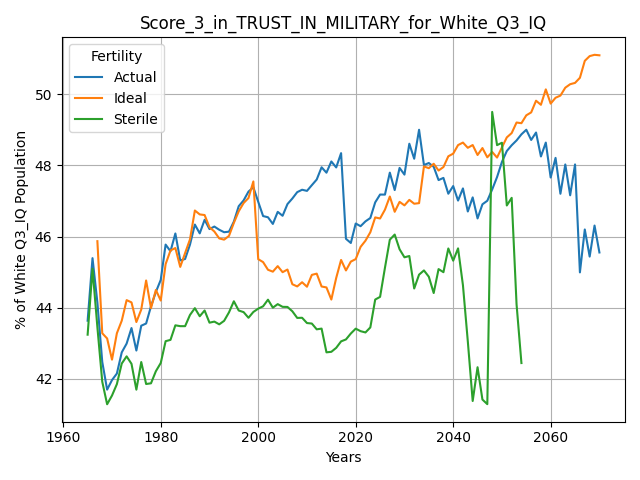 Score_3_in_TRUST_IN_MILITARY_for_White_Q3_IQ
Fertility
Actual
Ideal
Sterile
% of White Q3_IQ Population
50
48
46
44
42
1960
1980
2000
2020
2040
2060
Years